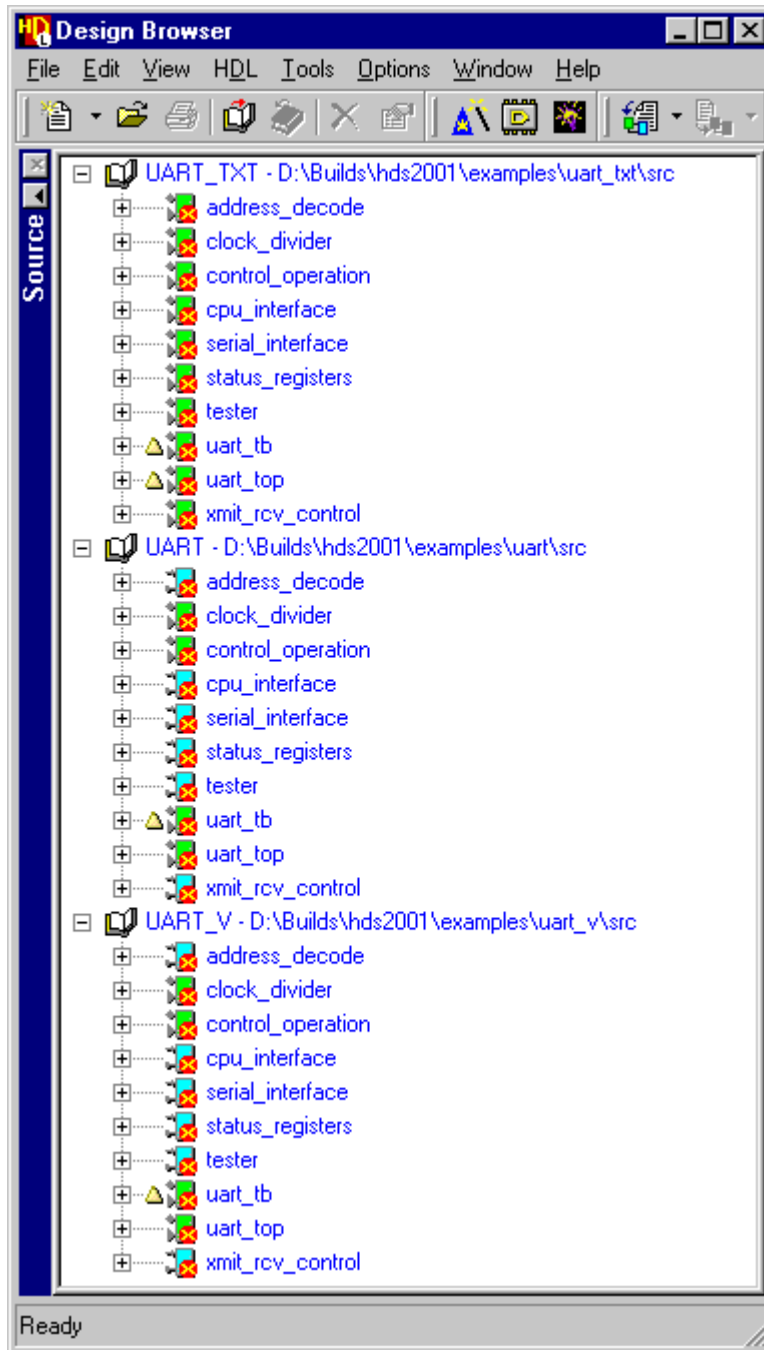 HDL Design Browser
File Edit View HDL Tools Options Window Help
Source
UART_TXT - D:\Builds\hds2001\examples\uart_txt\src
address_decode
clock_divider
control_operation
cpu_interface
serial_interface
status_registers
tester
uart_tb
uart_top
xmit_rcv_control
UART - D:\Builds\hds2001\examples\uart\src
address_decode
clock_divider
control_operation
cpu_interface
serial_interface
status_registers
tester
uart_tb
uart_top
xmit_rcv_control
UART_V - D:\Builds\hds2001\examples\uart_v\src
address_decode
clock_divider
control_operation
cpu_interface
serial_interface
status_registers
tester
uart_tb
uart_top
xmit_rcv_control
Ready